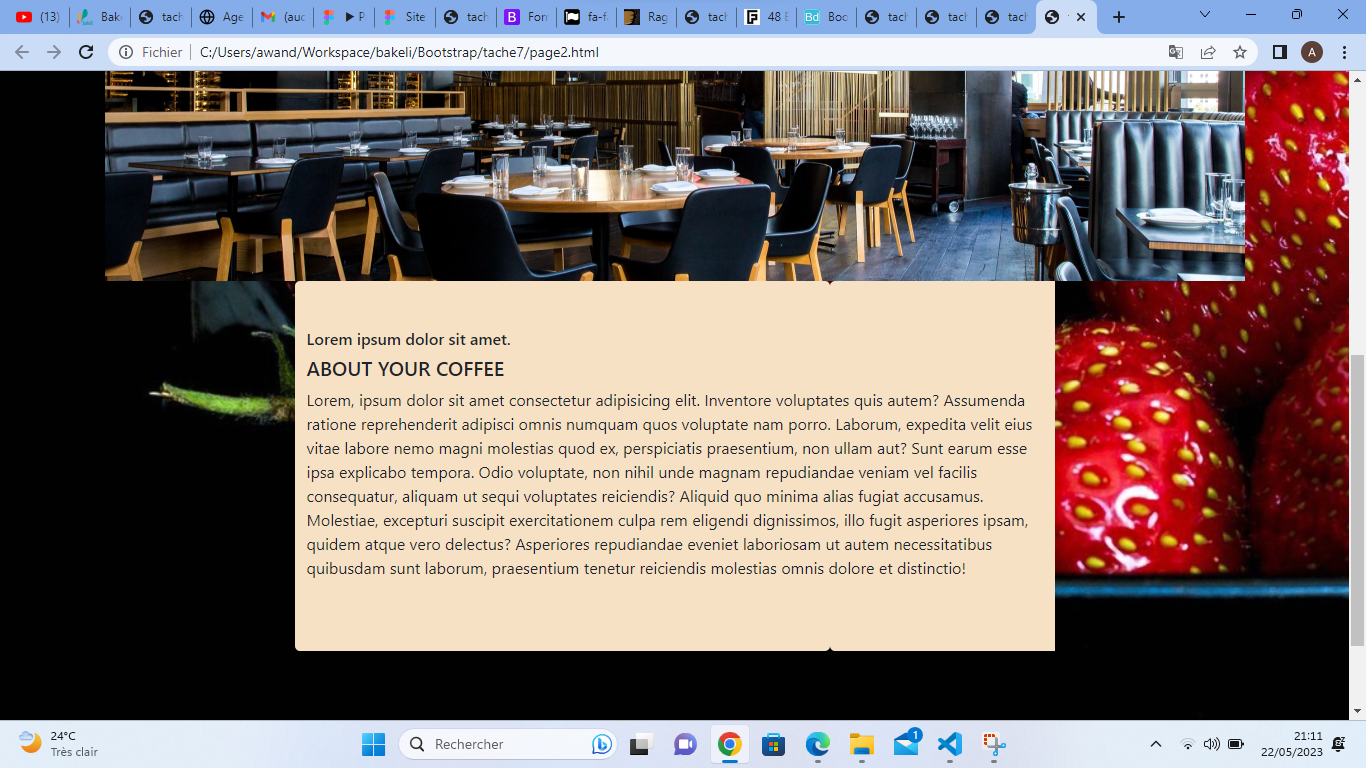 (13)
Bake
tach
Age
(auc
P
Site
tach
Forr
fa-fa
Rag
tach
48 E
Boc
tach
tach
tach
Fichier
C:/Users/awand/Workspace/bakeli/Bootstrap/tache7/page2.html
A
Lorem ipsum dolor sit amet.
ABOUT YOUR COFFEE
Lorem, ipsum dolor sit amet consectetur adipisicing elit. Inventore voluptates quis autem? Assumenda
ratione reprehenderit adipisci omnis numquam quos voluptate nam porro. Laborum, expedita velit eius
vitae labore nemo magni molestias quod ex, perspiciatis praesentium, non ullam aut? Sunt earum esse
ipsa explicabo tempora. Odio voluptate, non nihil unde magnam repudiandae veniam vel facilis
consequatur, aliquam ut sequi voluptates reiciendis? Aliquid quo minima alias fugiat accusamus.
Molestiae, excepturi suscipit exercitationem culpa rem eligendi dignissimos, illo fugit asperiores ipsam,
quidem atque vero delectus? Asperiores repudiandae eveniet laboriosam ut autem necessitatibus
quibusdam sunt laborum, praesentium tenetur reiciendis molestias omnis dolore et distinctio!
24°C
Très clair
Rechercher
1
21:11
22/05/2023